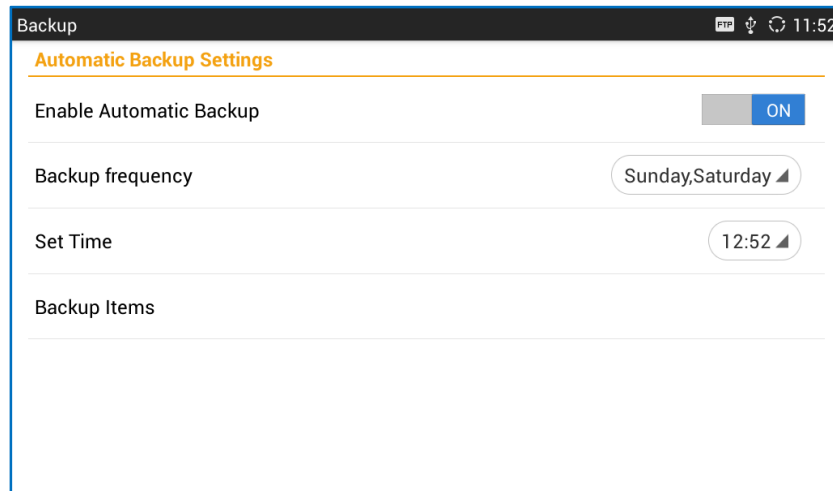 Backup FTP 11:52
Automatic Backup Settings
Enable Automatic Backup ON
Backup frequency Sunday,Saturday
Set Time 12:52
Backup Items